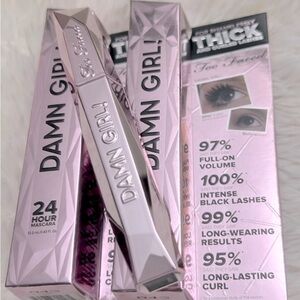 DAMN GIRL!
24
HOUR
MASCARA
Too Faced
DAMN GIRL!
DAMN GIRL!
THICK
Too Faced
97%
FULL-ON
VOLUME
100%
INTENSE
BLACK LASHES
99%
LONG-WEARING
RESULTS
95%
LONG-LASTING
CURL